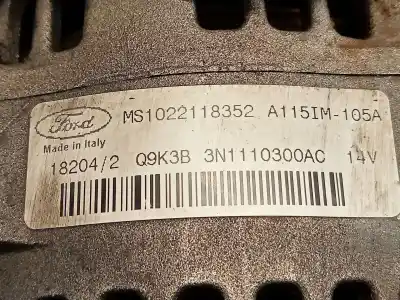 Ford MS1022118352 A115IM-105A
Made in Italy
18204/2 Q9K3B 3N1110300AC 14V